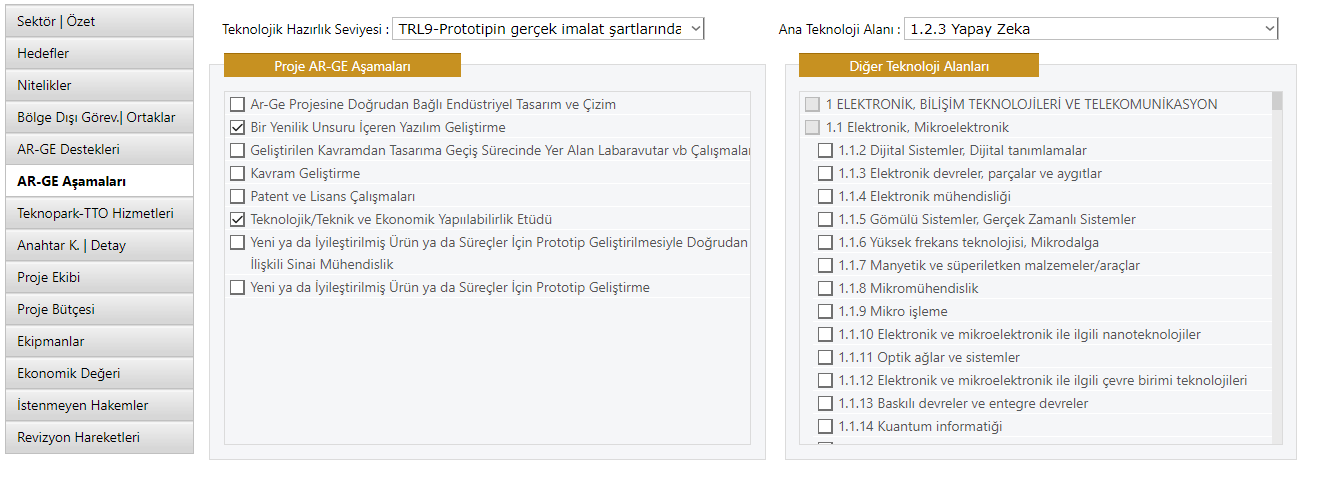 Sektör | Özet
Hedefler
Nitelikler
Bölge Dışı Görev.| Ortaklar
AR-GE Destekleri
AR-GE Aşamaları
Teknopark-TTO Hizmetleri
Anahtar K. | Detay
Proje Ekibi
Proje Bütçesi
Ekipmanlar
Ekonomik Değeri
İstenmeyen Hakemler
Revizyon Hareketleri
Teknolojik Hazırlık Seviyesi : TRL9-Prototipin gerçek imalat şartlarında
Proje AR-GE Aşamaları
Ar-Ge Projesine Doğrudan Bağlı Endüstriyel Tasarım ve Çizim
Bir Yenilik Unsuru İçeren Yazılım Geliştirme
Geliştirilen Kavramdan Tasarıma Geçiş Sürecinde Yer Alan Labaravutar vb Çalışmalar
Kavram Geliştirme
Patent ve Lisans Çalışmaları
Teknolojik/Teknik ve Ekonomik Yapıılabilirlik Etüdü
Yeni ya da İyileştirilmiş Ürün ya da Süreçler İçin Prototip Geliştirilmesiyle Doğrudan
İlişkili Sinai Mühendislik
Yeni ya da İyileştirilmiş Ürün ya da Süreçler İçin Prototip Geliştirme
Ana Teknoloji Alanı : 1.2.3 Yapay Zeka
Diğer Teknoloji Alanları
1 ELEKTRONİK, BİLİŞİM TEKNOLOJİLERİ VE TELEKOMUNİKASYON
1.1 Elektronik, Mikroelektronik
1.1.2 Dijital Sistemler, Dijital tanımlamalar
1.1.3 Elektronik devreler, parçalar ve aygıtlar
1.1.4 Elektronik mühendisliği
1.1.5 Gömülü Sistemler, Gerçek Zamanlı Sistemler
1.1.6 Yüksek frekans teknolojisi, Mikrodalga
1.1.7 Manyetik ve süperiletken malzemeler/araçlar
1.1.8 Mikromühendislik
1.1.9 Mikro işleme
1.1.10 Elektronik ve mikroelektronik ile ilgili nanoteknolojiler
1.1.11 Optik ağlar ve sistemler
1.1.12 Elektronik ve mikroelektronik ile ilgili çevre birimi teknolojileri
1.1.13 Baskılı devreler ve entegre devreler
1.1.14 Kuantum informatiği